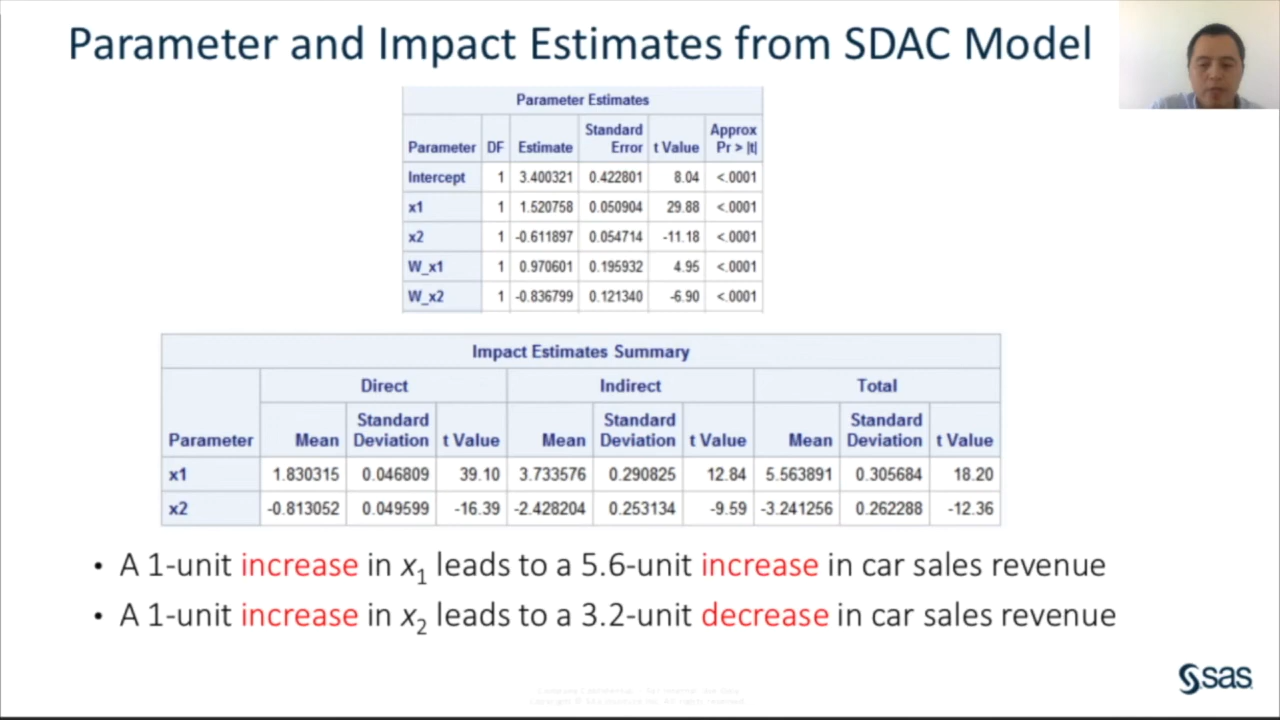 Parameter and Impact Estimates from SDAC Model
Parameter Estimates
Parameter DF Estimate Standard Error t Value Approx Pr > |t|
Intercept 1 3.400321 0.422801 8.04 <.0001
x1 1 1.520758 0.050904 29.88 <.0001
x2 1 -0.611897 0.054714 -11.18 <.0001
W_x1 1 0.970601 0.195932 4.95 <.0001
W_x2 1 -0.836799 0.121340 -6.90 <.0001
Impact Estimates Summary
Direct Indirect Total
Parameter Mean Standard Deviation t Value Mean Standard Deviation t Value Mean Standard Deviation t Value
x1 1.830315 0.046809 39.10 3.733576 0.290825 12.84 5.563891 0.305684 18.20
x2 -0.813052 0.049599 -16.39 -2.428204 0.253134 -9.59 -3.241256 0.262288 -12.36
• A 1-unit increase in x1 leads to a 5.6-unit increase in car sales revenue
• A 1-unit increase in x2 leads to a 3.2-unit decrease in car sales revenue
sas